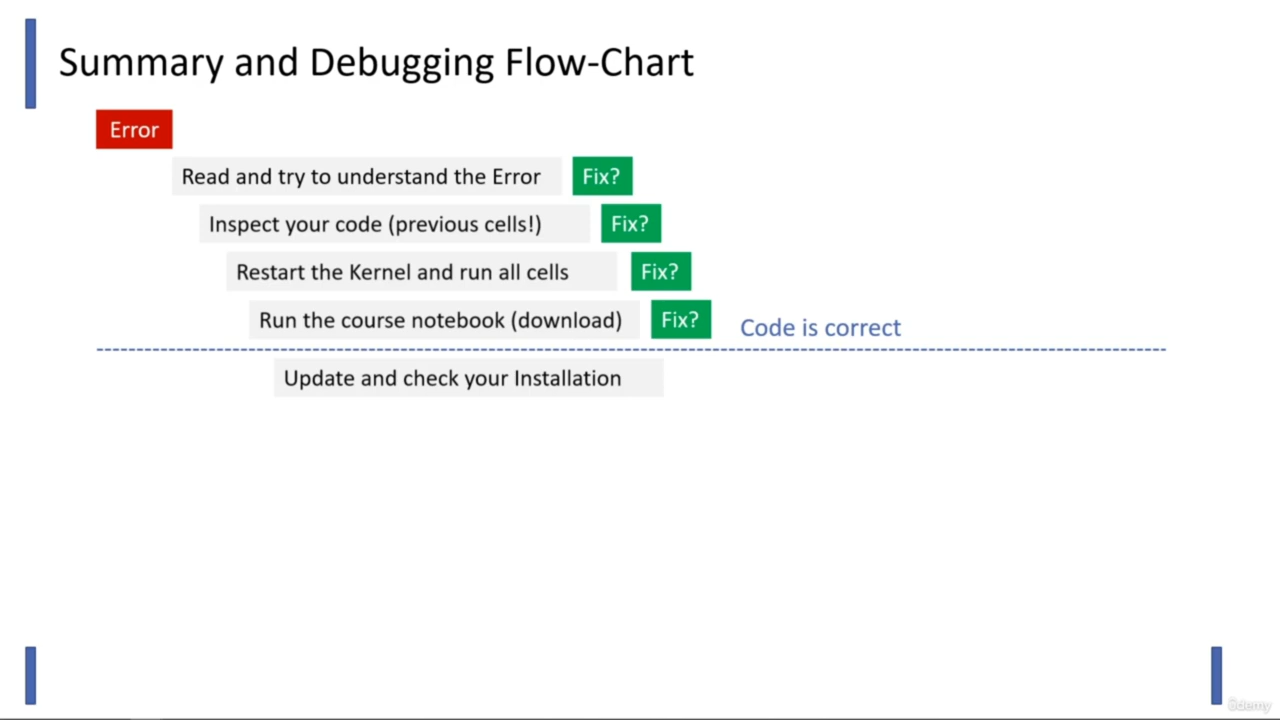 Summary and Debugging Flow-Chart
Error
Read and try to understand the Error Fix?
Inspect your code (previous cells!) Fix?
Restart the Kernel and run all cells Fix?
Run the course notebook (download) Fix? Code is correct
Update and check your Installation
ûdemy